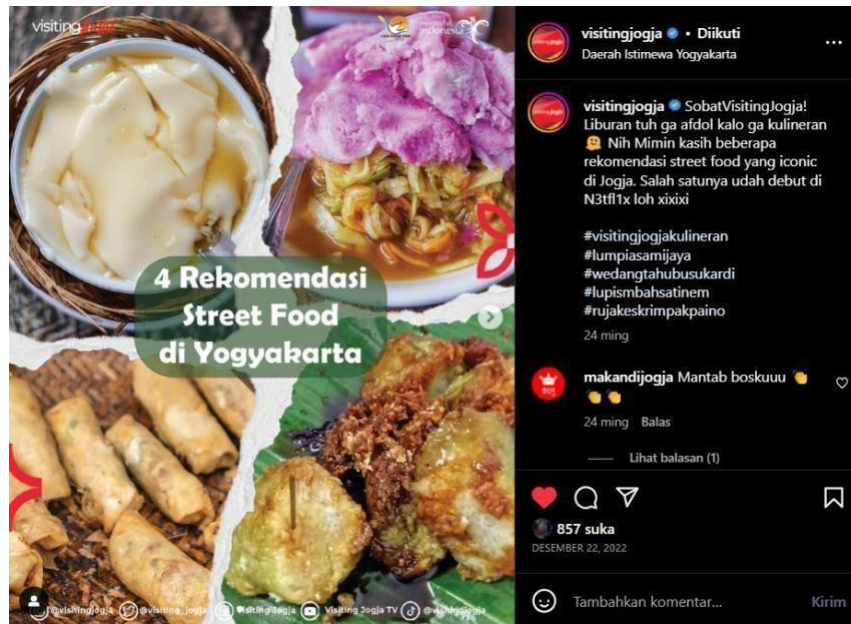 visitingjogja
indonesia
4 Rekomendasi
Street Food
di Yogyakarta
@visitingjogja @visiting_jogja Visiting Jogja Visiting Jogja TV @visitingjogja
visitingjogja • Diikuti
Daerah Istimewa Yogyakarta
visitingjogja SobatVisitingJogja!
Liburan tuh ga afdol kalo ga kulineran
Nih Mimin kasih beberapa
rekomendasi street food yang iconic
di Jogja. Salah satunya udah debut di
N3tfl1x loh xixixi
#visitingjogjakulineran
#lumpiasamijaya
#wedangtahubusukardi
#lupismbahsatinem
#rujakeskrimpakpaino
24 ming
makandijogja Mantab boskuuu
24 ming Balas
Lihat balasan (1)
857 suka
DESEMBER 22, 2022
Tambahkan komentar...
Kirim